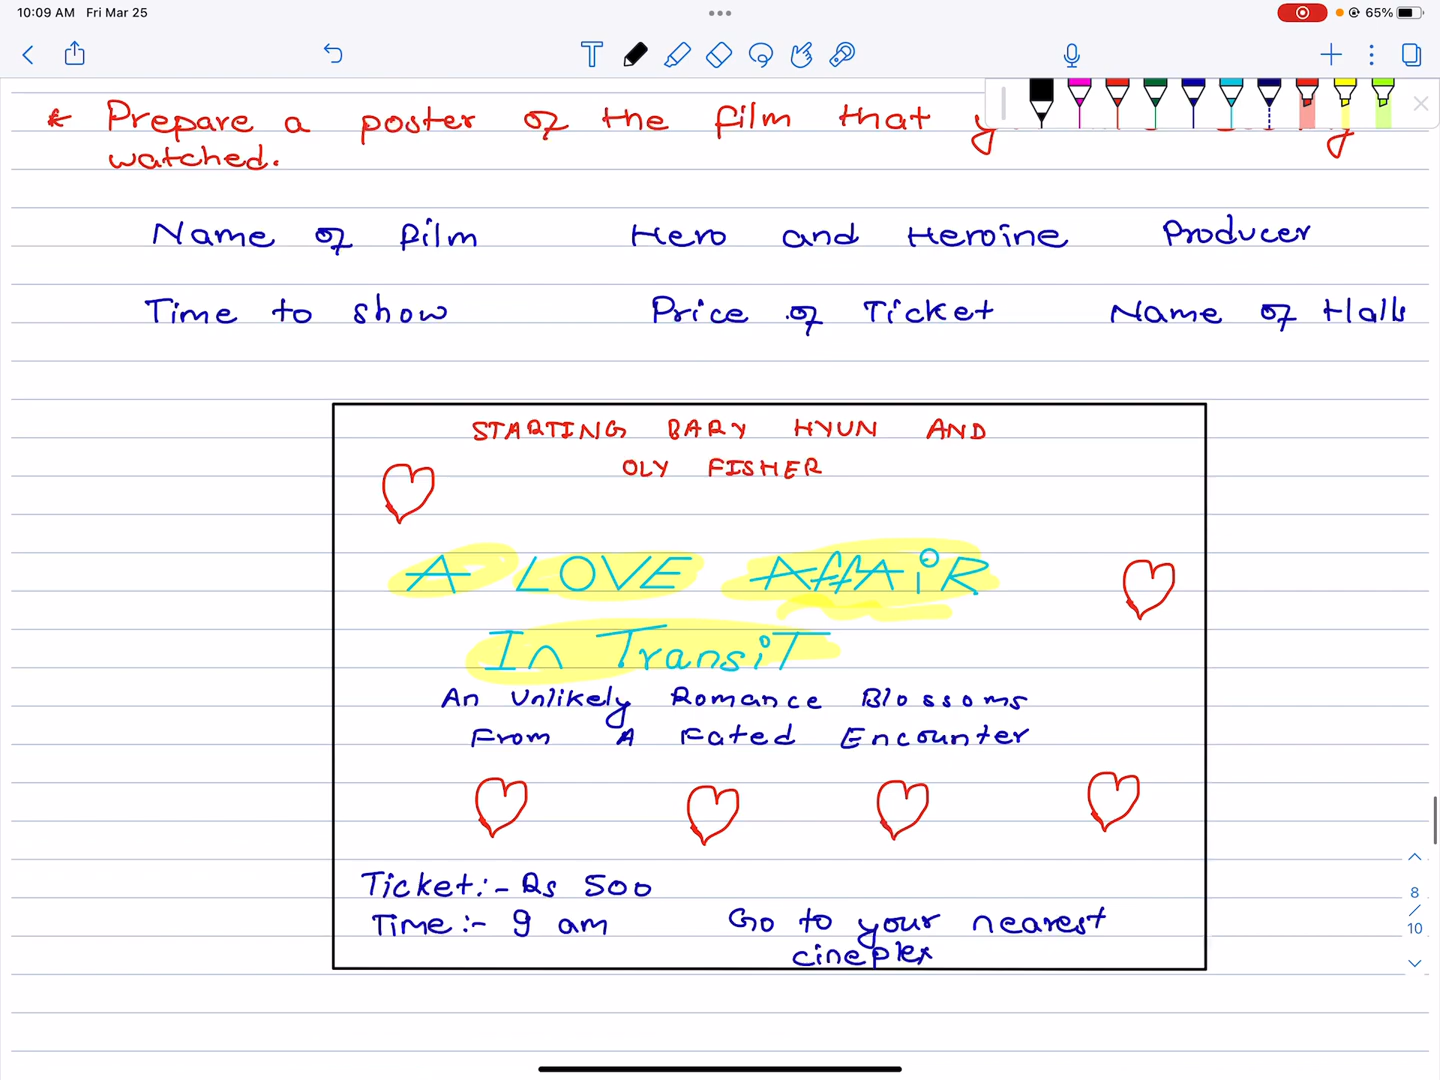 10:09 AM Fri Mar 25
65%
* Prepare a poster of the film that
watched.
Name of Film Hero and Heroine Producer
Time to show Price of Ticket Name of Halls
STARTING BARY HYUN AND
OLY FISHER
A LOVE AffAiR
In TransiT
An Unlikely Romance Blossoms
From A Fated Encounter
Ticket:- Rs 500
Time:- 9 am Go to your nearest
cineplex
8
/
10